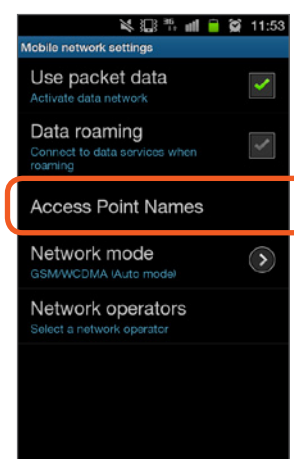 11:53
Mobile network settings
Use packet data
Activate data network
Data roaming
Connect to data services when
roaming
Access Point Names
Network mode
GSM/WCDMA (Auto mode)
Network operators
Select a network operator